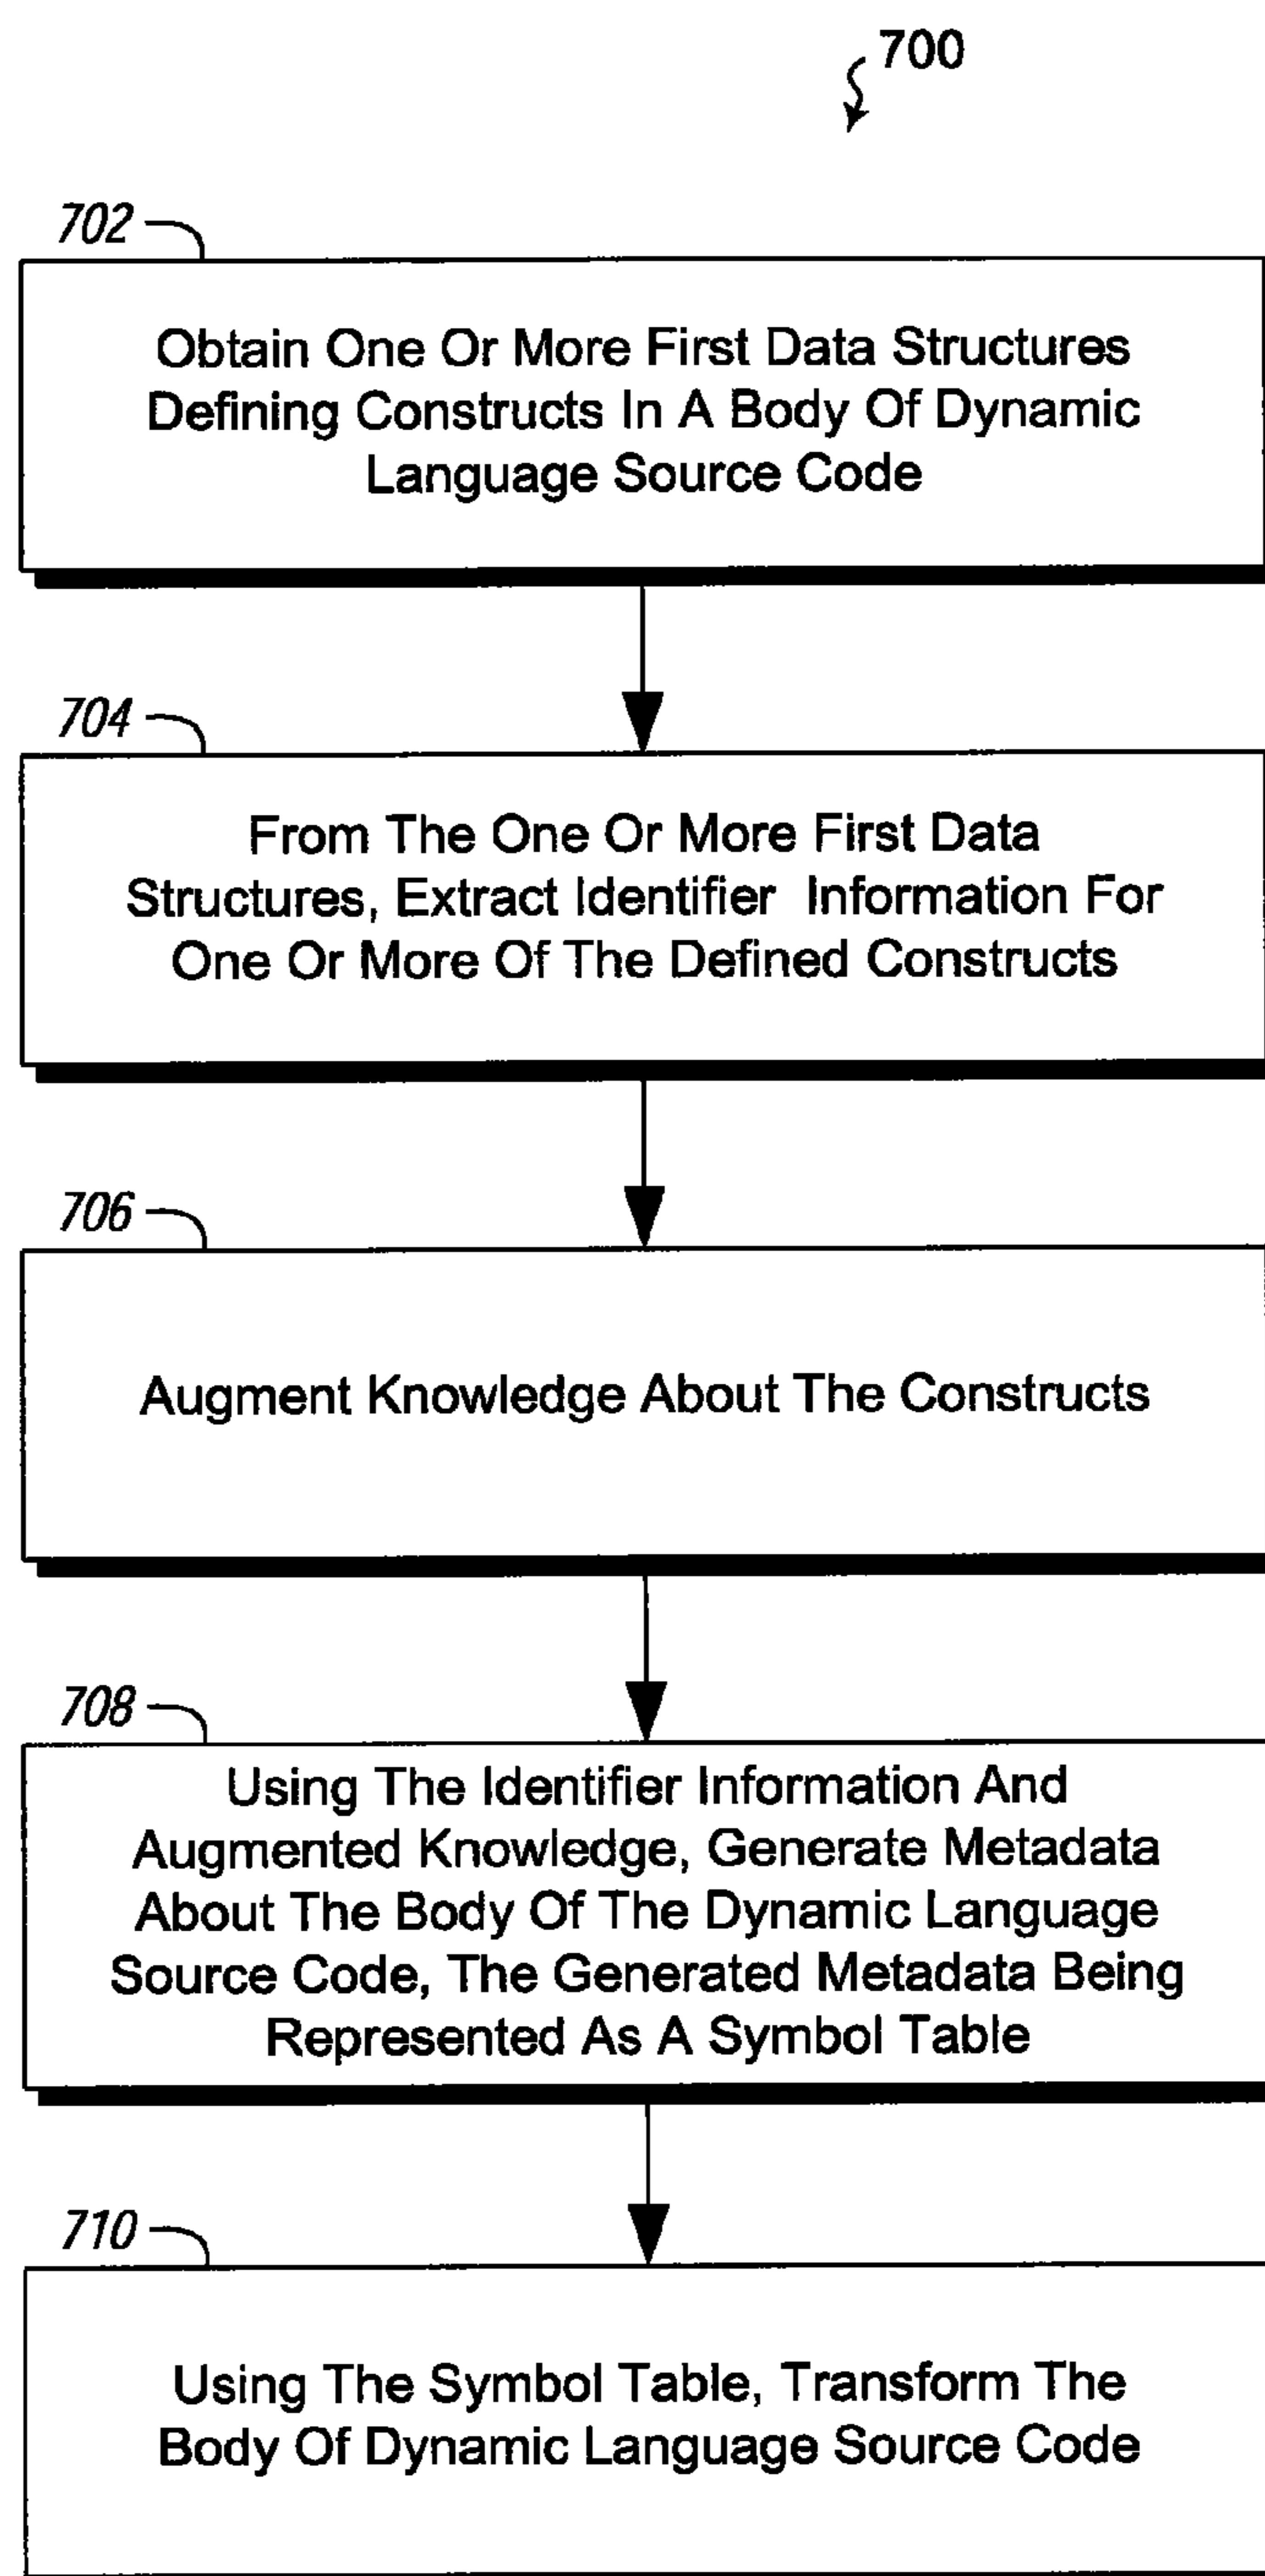 700
702
Obtain One Or More First Data Structures
Defining Constructs In A Body Of Dynamic
Language Source Code
704
From The One Or More First Data
Structures, Extract Identifier Information For
One Or More Of The Defined Constructs
706
Augment Knowledge About The Constructs
708
Using The Identifier Information And
Augmented Knowledge, Generate Metadata
About The Body Of The Dynamic Language
Source Code, The Generated Metadata Being
Represented As A Symbol Table
710
Using The Symbol Table, Transform The
Body Of Dynamic Language Source Code